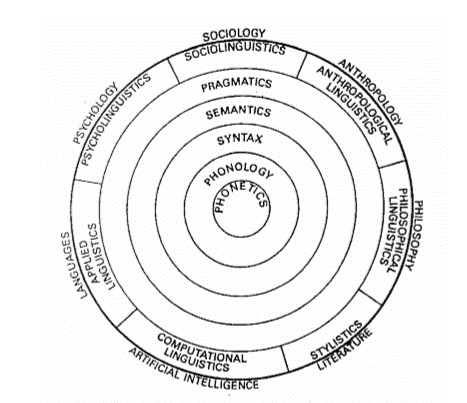 SOCIOLOGY
SOCIOLINGUISTICS
ANTHROPOLOGY
ANTHROPOLOGICAL
LINGUISTICS
PHILOSOPHY
PHILOSOPHICAL
LINGUISTICS
STYLISTICS
LITERATURE
COMPUTATIONAL
LINGUISTICS
ARTIFICIAL INTELLIGENCE
LANGUAGES
APPLIED
LINGUISTICS
PSYCHOLOGY
PSYCHOLINGUISTICS
PRAGMATICS
SEMANTICS
SYNTAX
PHONOLOGY
PHONETICS